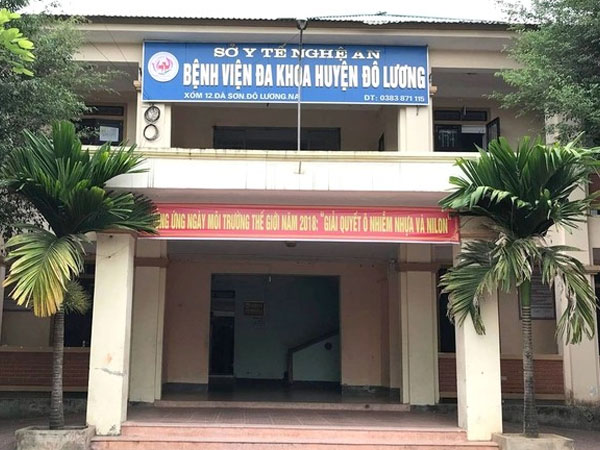 SỞ Y TẾ NGHỆ AN
BỆNH VIỆN ĐA KHOA HUYỆN ĐÔ LƯƠNG
XÓM 12.ĐÀ SƠN.ĐÔ LƯƠNG.NA ĐT: 0383 871 115
ỨNG NGÀY MÔI TRƯỜNG THẾ GIỚI NĂM 2018: "GIẢI QUYẾT Ô NHIỄM NHỰA VÀ NILON